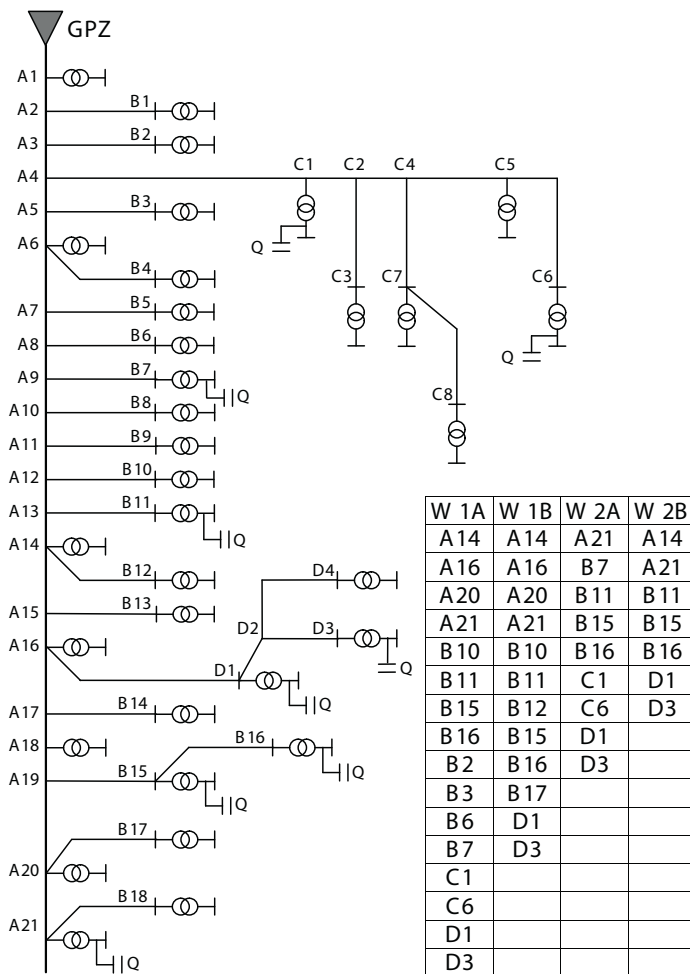 GPZ
A1
A2 B1
A3 B2
A4 C1 C2 C4 C5
A5 B3
A6
Q
B4 C3 C7 C6
A7 B5
A8 B6
Q
A9 B7
Q
A10 B8 C8
A11 B9
A12 B10
A13 B11
Q
A14
B12 D4
A15 B13
A16 D2 D3
D1 Q
Q
A17 B14
A18 B16
A19 B15 Q
Q
B17
A20
B18
A21
Q
W 1A W 1B W 2A W 2B
A14 A14 A21 A14
A16 A16 B7 A21
A20 A20 B11 B11
A21 A21 B15 B15
B10 B10 B16 B16
B11 B11 C1 D1
B15 B12 C6 D3
B16 B15 D1
B2 B16 D3
B3 B17
B6 D1
B7 D3
C1
C6
D1
D3